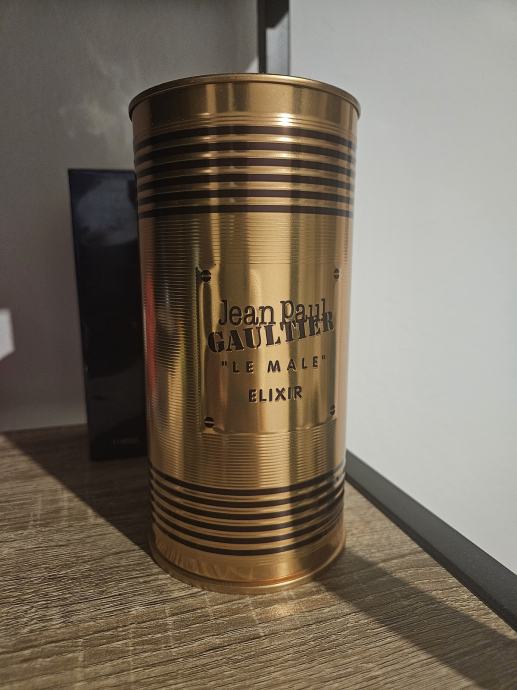 Jean Paul
GAULTIER
"LE MALE"
ELIXIR